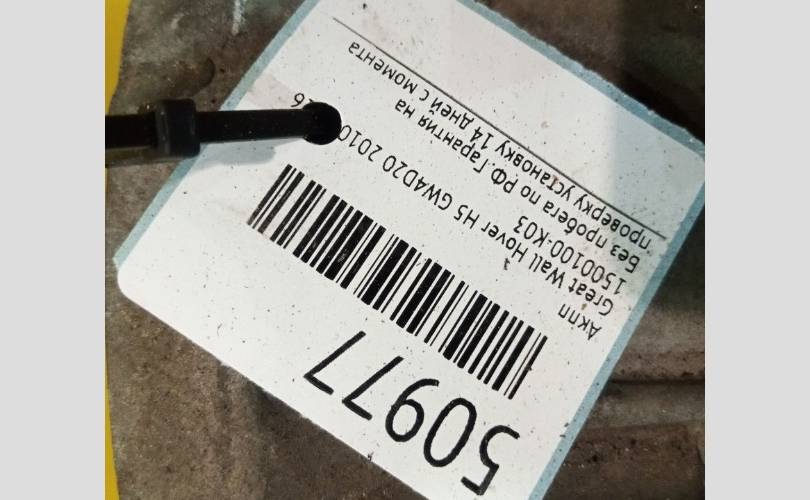 50977
Акпп
Great Wall Hover H5 GW4D20 2010
1500100-K03
Без пробега по РФ. Гарантия на
проверку установку 14 дней с момента